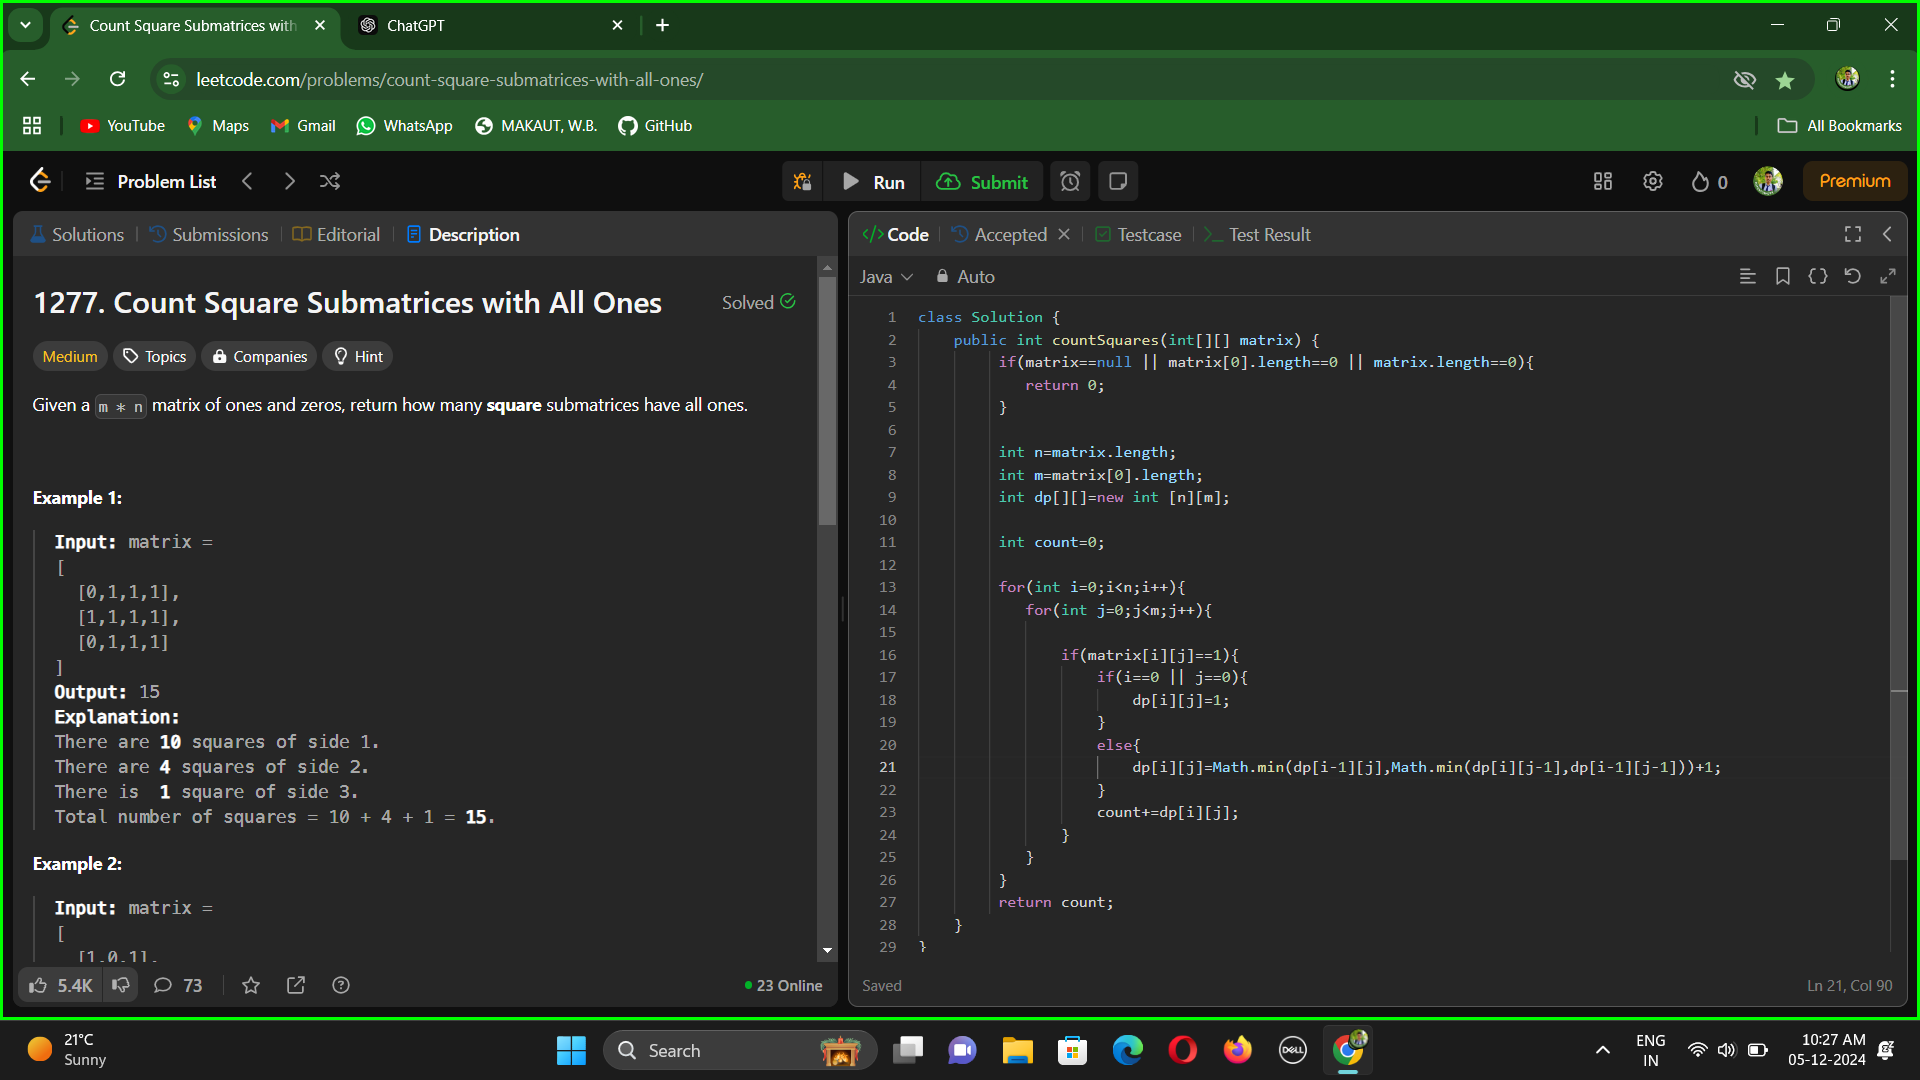 Count Square Submatrices with
ChatGPT
leetcode.com/problems/count-square-submatrices-with-all-ones/
YouTube
Maps
Gmail
WhatsApp
MAKAUT, W.B.
GitHub
All Bookmarks
Problem List
Run
Submit
0
Premium
Solutions
Submissions
Editorial
Description
1277. Count Square Submatrices with All Ones
Solved
Medium
Topics
Companies
Hint
Given a m * n matrix of ones and zeros, return how many square submatrices have all ones.
Example 1:
Input: matrix =
[
[0,1,1,1],
[1,1,1,1],
[0,1,1,1]
]
Output: 15
Explanation:
There are 10 squares of side 1.
There are 4 squares of side 2.
There is  1 square of side 3.
Total number of squares = 10 + 4 + 1 = 15.
Example 2:
Input: matrix =
[
[1,0,1],
5.4K
73
23 Online
Code
Accepted
Testcase
Test Result
Java
Auto
1 class Solution {
2 public int countSquares(int[][] matrix) {
3 if(matrix==null || matrix[0].length==0 || matrix.length==0){
4 return 0;
5 }
6
7 int n=matrix.length;
8 int m=matrix[0].length;
9 int dp[][]=new int [n][m];
10
11 int count=0;
12
13 for(int i=0;i<n;i++){
14 for(int j=0;j<m;j++){
15
16 if(matrix[i][j]==1){
17 if(i==0 || j==0){
18 dp[i][j]=1;
19 }
20 else{
21 dp[i][j]=Math.min(dp[i-1][j],Math.min(dp[i][j-1],dp[i-1][j-1]))+1;
22 }
23 count+=dp[i][j];
24 }
25 }
26 }
27 return count;
28 }
29 }
Saved
Ln 21, Col 90
21°C
Sunny
Search
DELL
ENG
IN
10:27 AM
05-12-2024